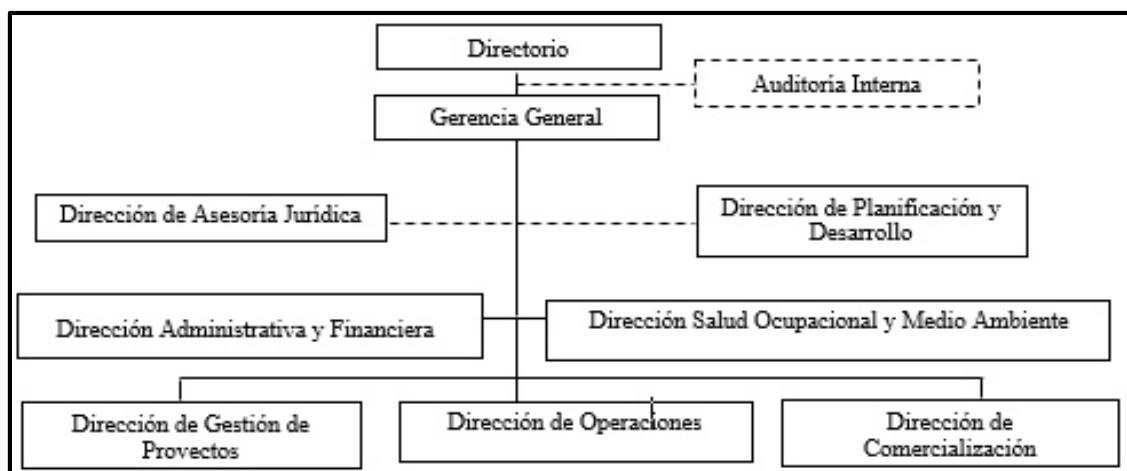 Directorio
Auditoría Interna
Gerencia General
Dirección de Asesoría Jurídica
Dirección de Planificación y
Desarrollo
Dirección Administrativa y Financiera
Dirección Salud Ocupacional y Medio Ambiente
Dirección de Gestión de
Proyectos
Dirección de Operaciones
Dirección de
Comercialización